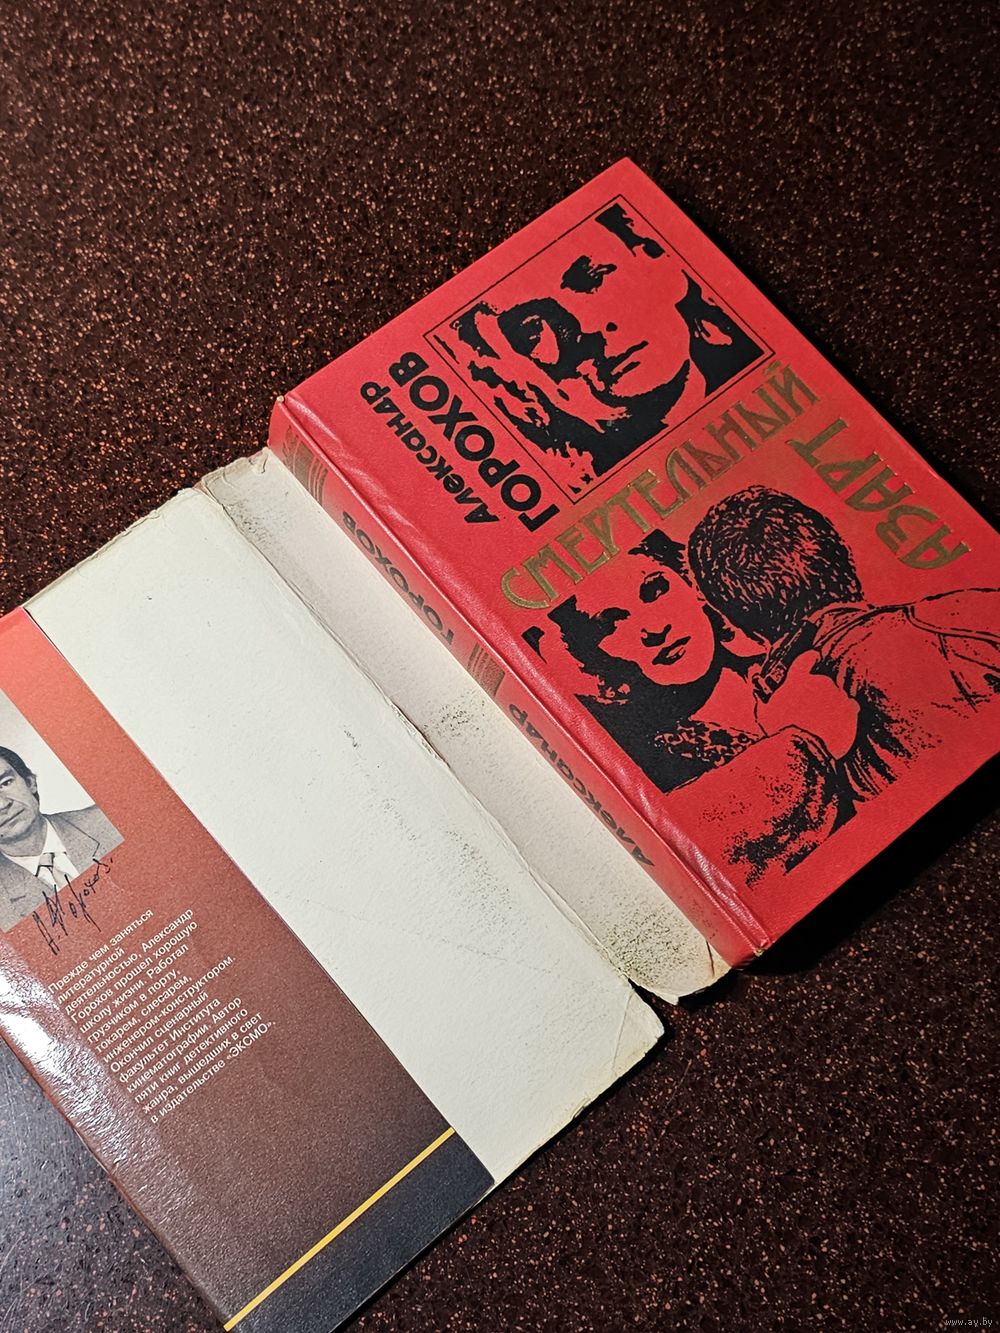 Александр
ГОРОХОВ
СМЕРТЕЛЬНЫЙ
АЗАРТ
Александр ГОРОХОВ
А. Горохов
Прежде чем заняться
литературной
деятельностью, Александр
Горохов прошел хорошую
школу жизни. Работал
грузчиком в порту,
токарем, слесарем,
инженером-конструктором.
Окончил сценарный
факультет Института
кинематографии. Автор
пяти книг детективного
жанра, вышедших в свет
в издательстве «ЭКСМО».
www.ay.by